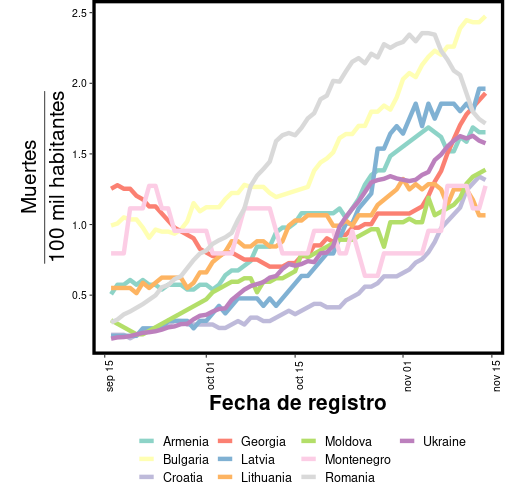 2.5
2.0
1.5
1.0
0.5
Muertes
100 mil habitantes
sep 15
oct 01
oct 15
nov 01
nov 15
Fecha de registro
Armenia Georgia Moldova Ukraine
Bulgaria Latvia Montenegro
Croatia Lithuania Romania